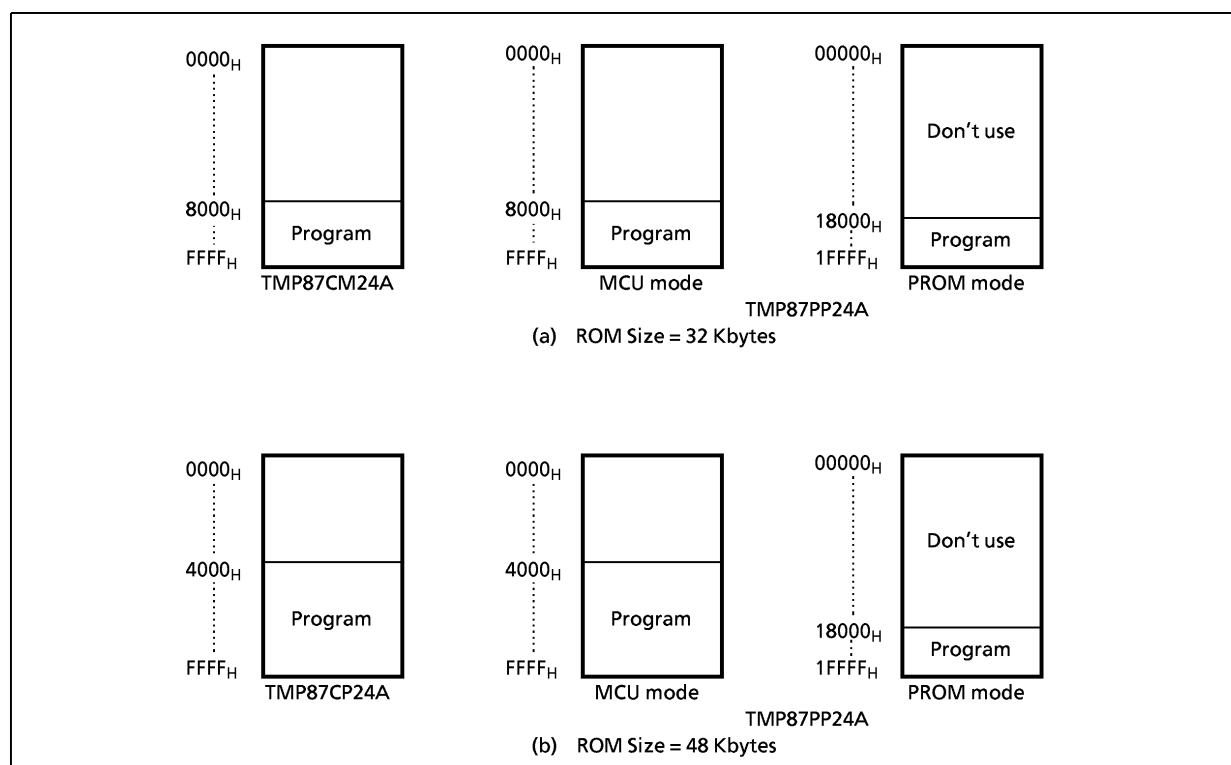 0000H
8000H
Program
FFFFH
TMP87CM24A
0000H
8000H
Program
FFFFH
MCU mode
00000H
Don't use
18000H
Program
1FFFFH
PROM mode
TMP87PP24A
(a) ROM Size = 32 Kbytes
0000H
4000H
Program
FFFFH
TMP87CP24A
0000H
4000H
Program
FFFFH
MCU mode
00000H
Don't use
18000H
Program
1FFFFH
PROM mode
TMP87PP24A
(b) ROM Size = 48 Kbytes